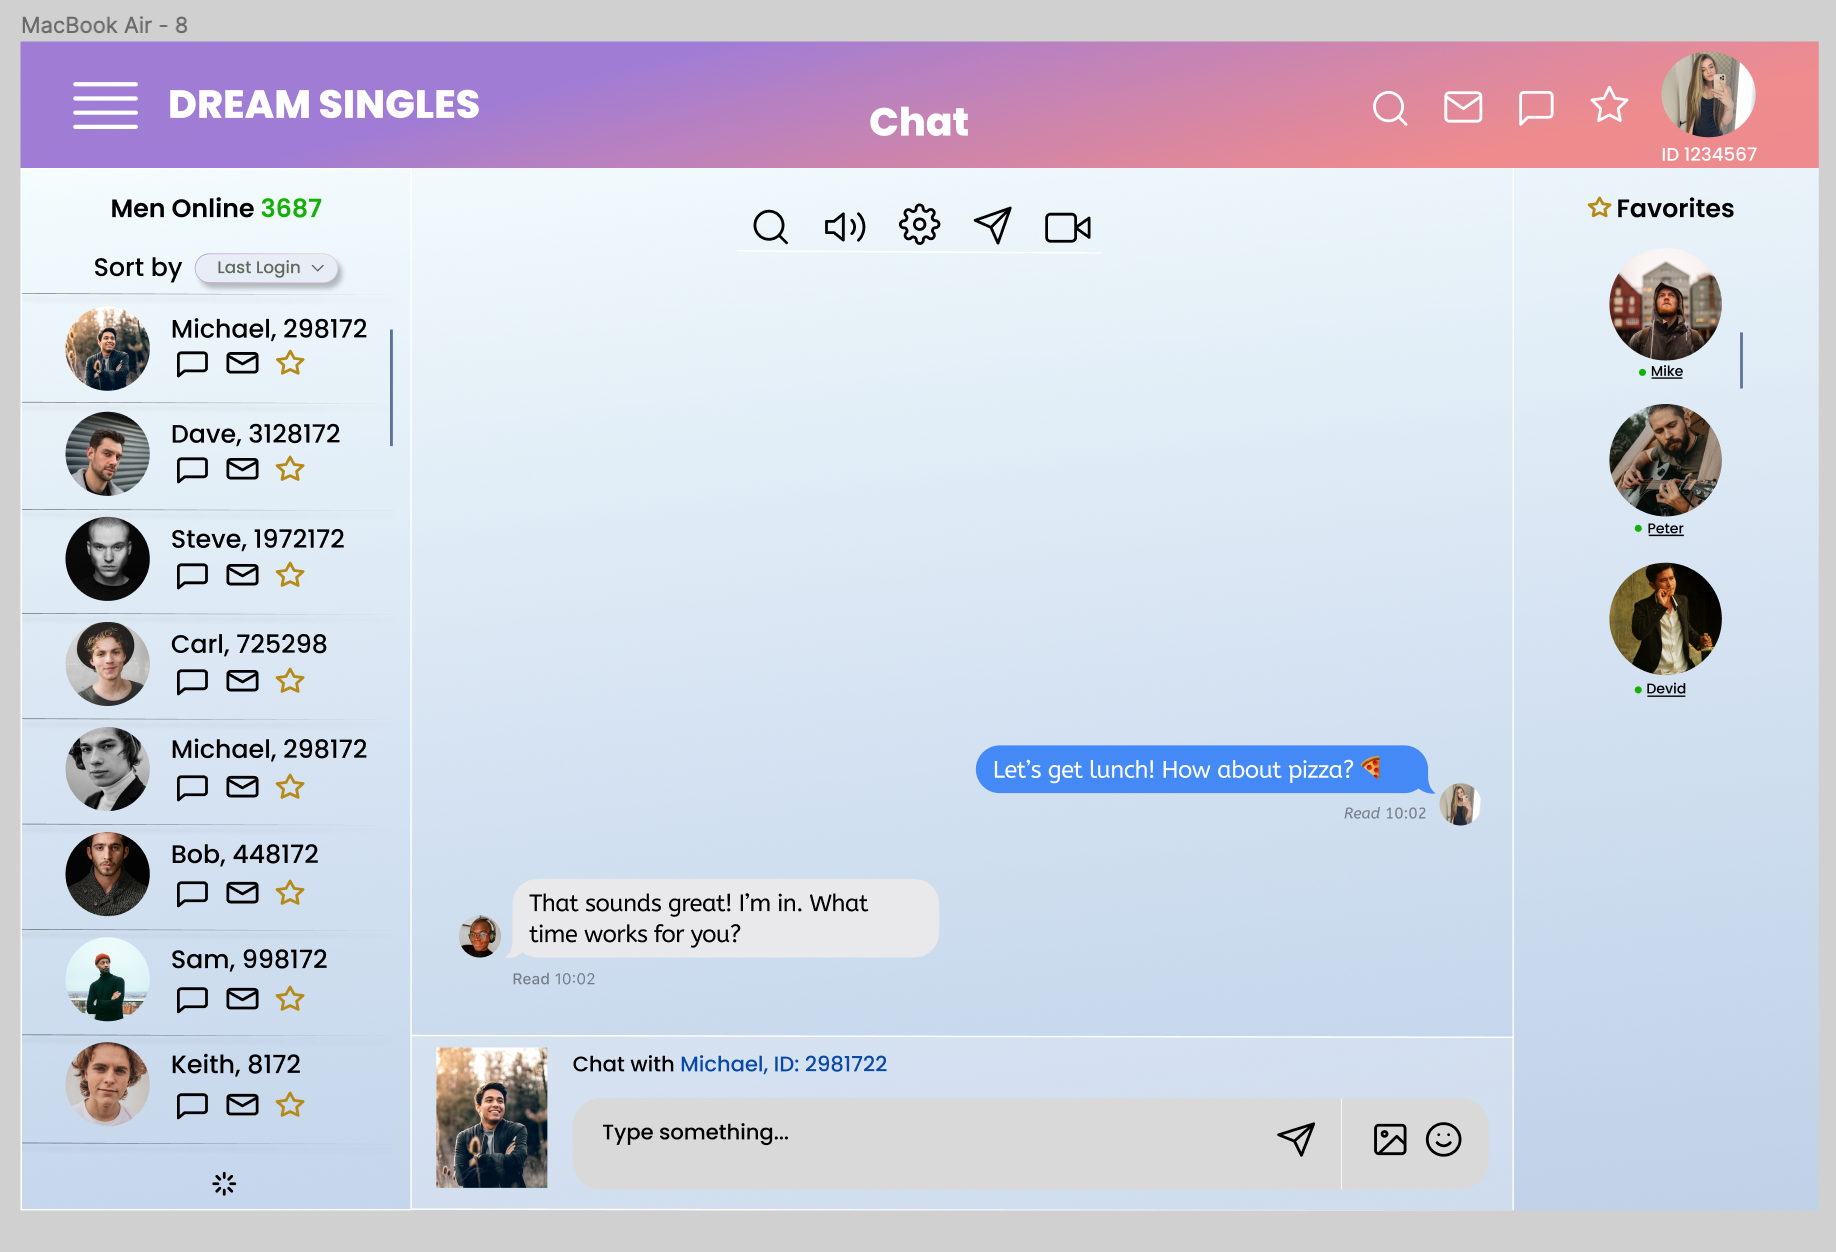 MacBook Air - 8
DREAM SINGLES
Chat
ID 1234567
Men Online 3687
Sort by Last Login
Michael, 298172
Dave, 3128172
Steve, 1972172
Carl, 725298
Michael, 298172
Bob, 448172
Sam, 998172
Keith, 8172
Let's get lunch! How about pizza? 🍕
Read 10:02
That sounds great! I'm in. What
time works for you?
Read 10:02
Chat with Michael, ID: 2981722
Type something...
Favorites
Mike
Peter
Devid